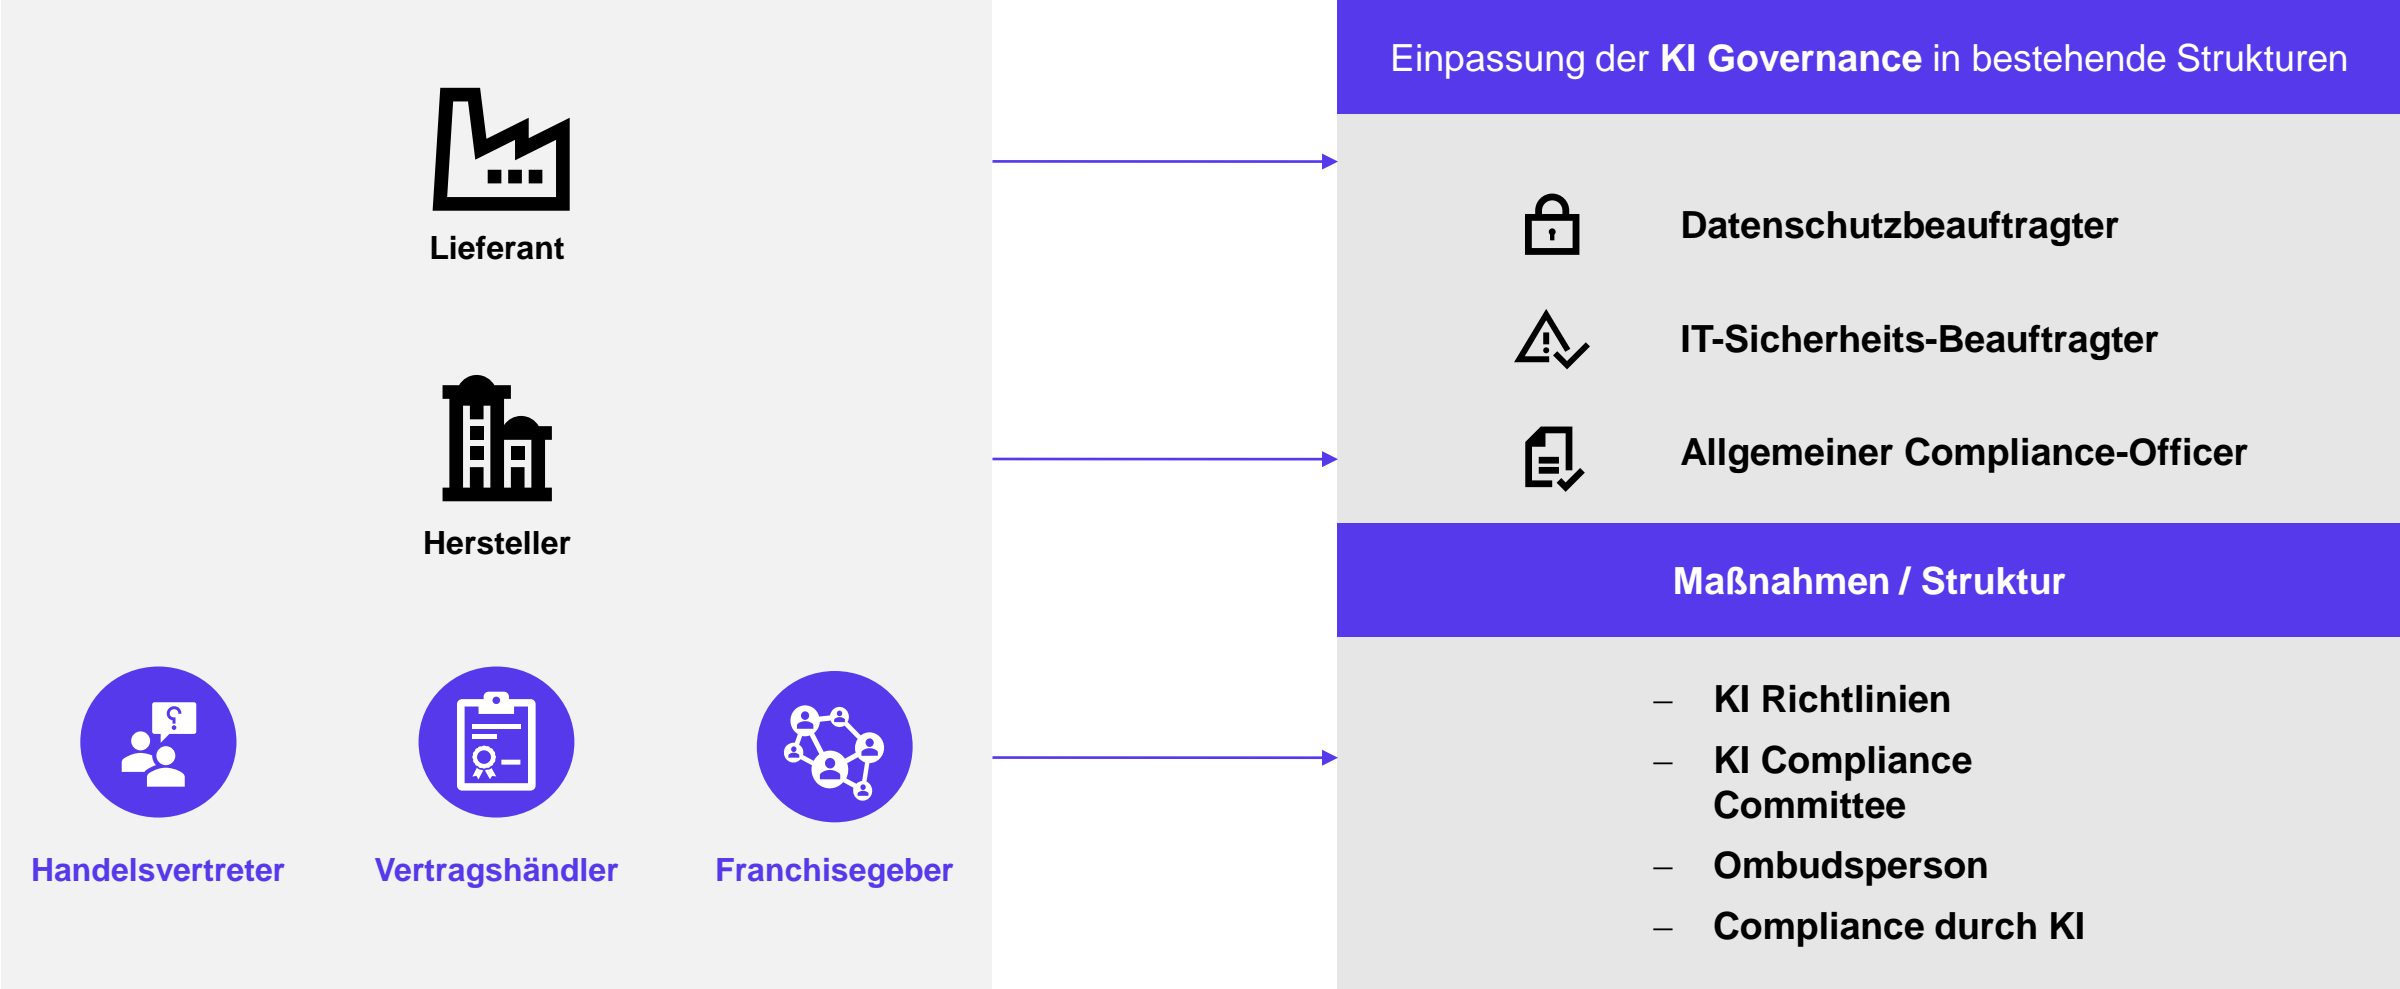 Lieferant
Hersteller
Handelsvertreter
Vertragshändler
Franchisegeber
Einpassung der KI Governance in bestehende Strukturen
Datenschutzbeauftragter
IT-Sicherheits-Beauftragter
Allgemeiner Compliance-Officer
Maßnahmen / Struktur
– KI Richtlinien
– KI Compliance
Committee
– Ombudsperson
– Compliance durch KI